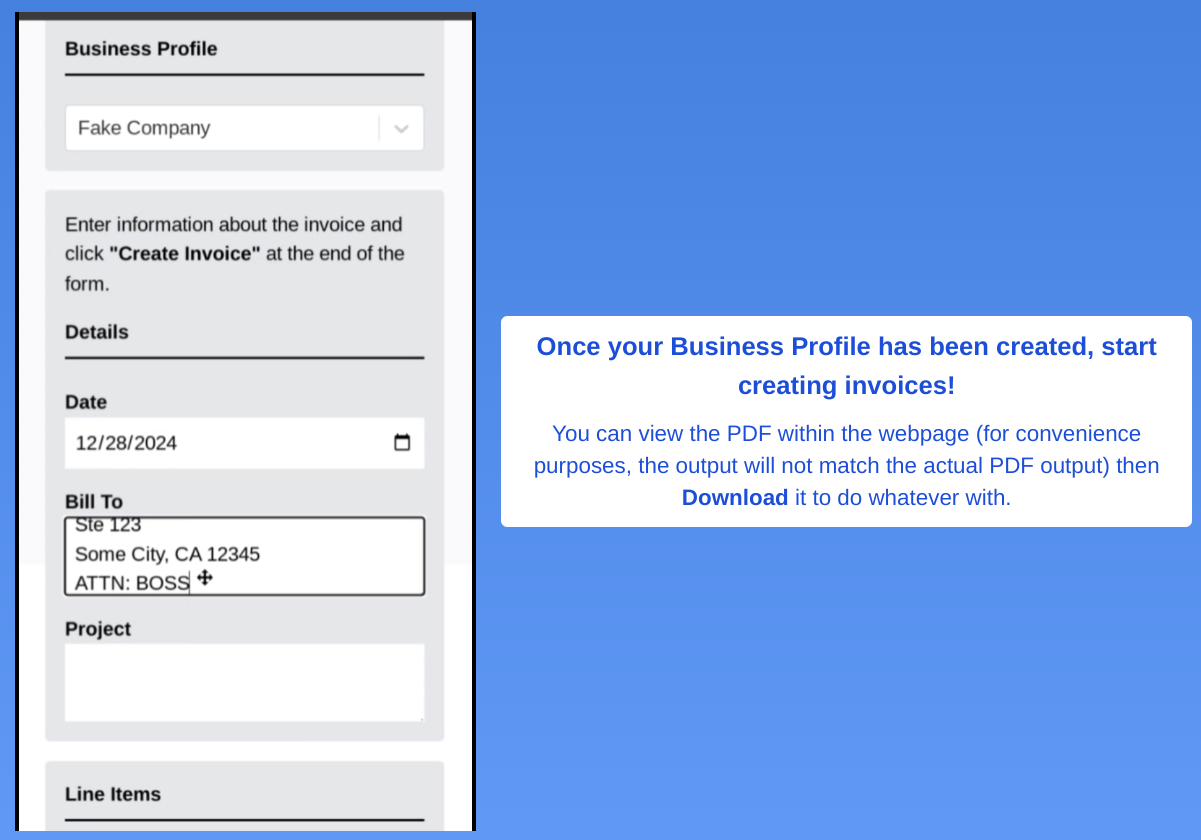 Business Profile
Fake Company
Enter information about the invoice and
click "Create Invoice" at the end of the
form.
Details
Date
12/28/2024
Bill To
Ste 123
Some City, CA 12345
ATTN: BOSS
Project
Line Items
Once your Business Profile has been created, start
creating invoices!
You can view the PDF within the webpage (for convenience
purposes, the output will not match the actual PDF output) then
Download it to do whatever with.